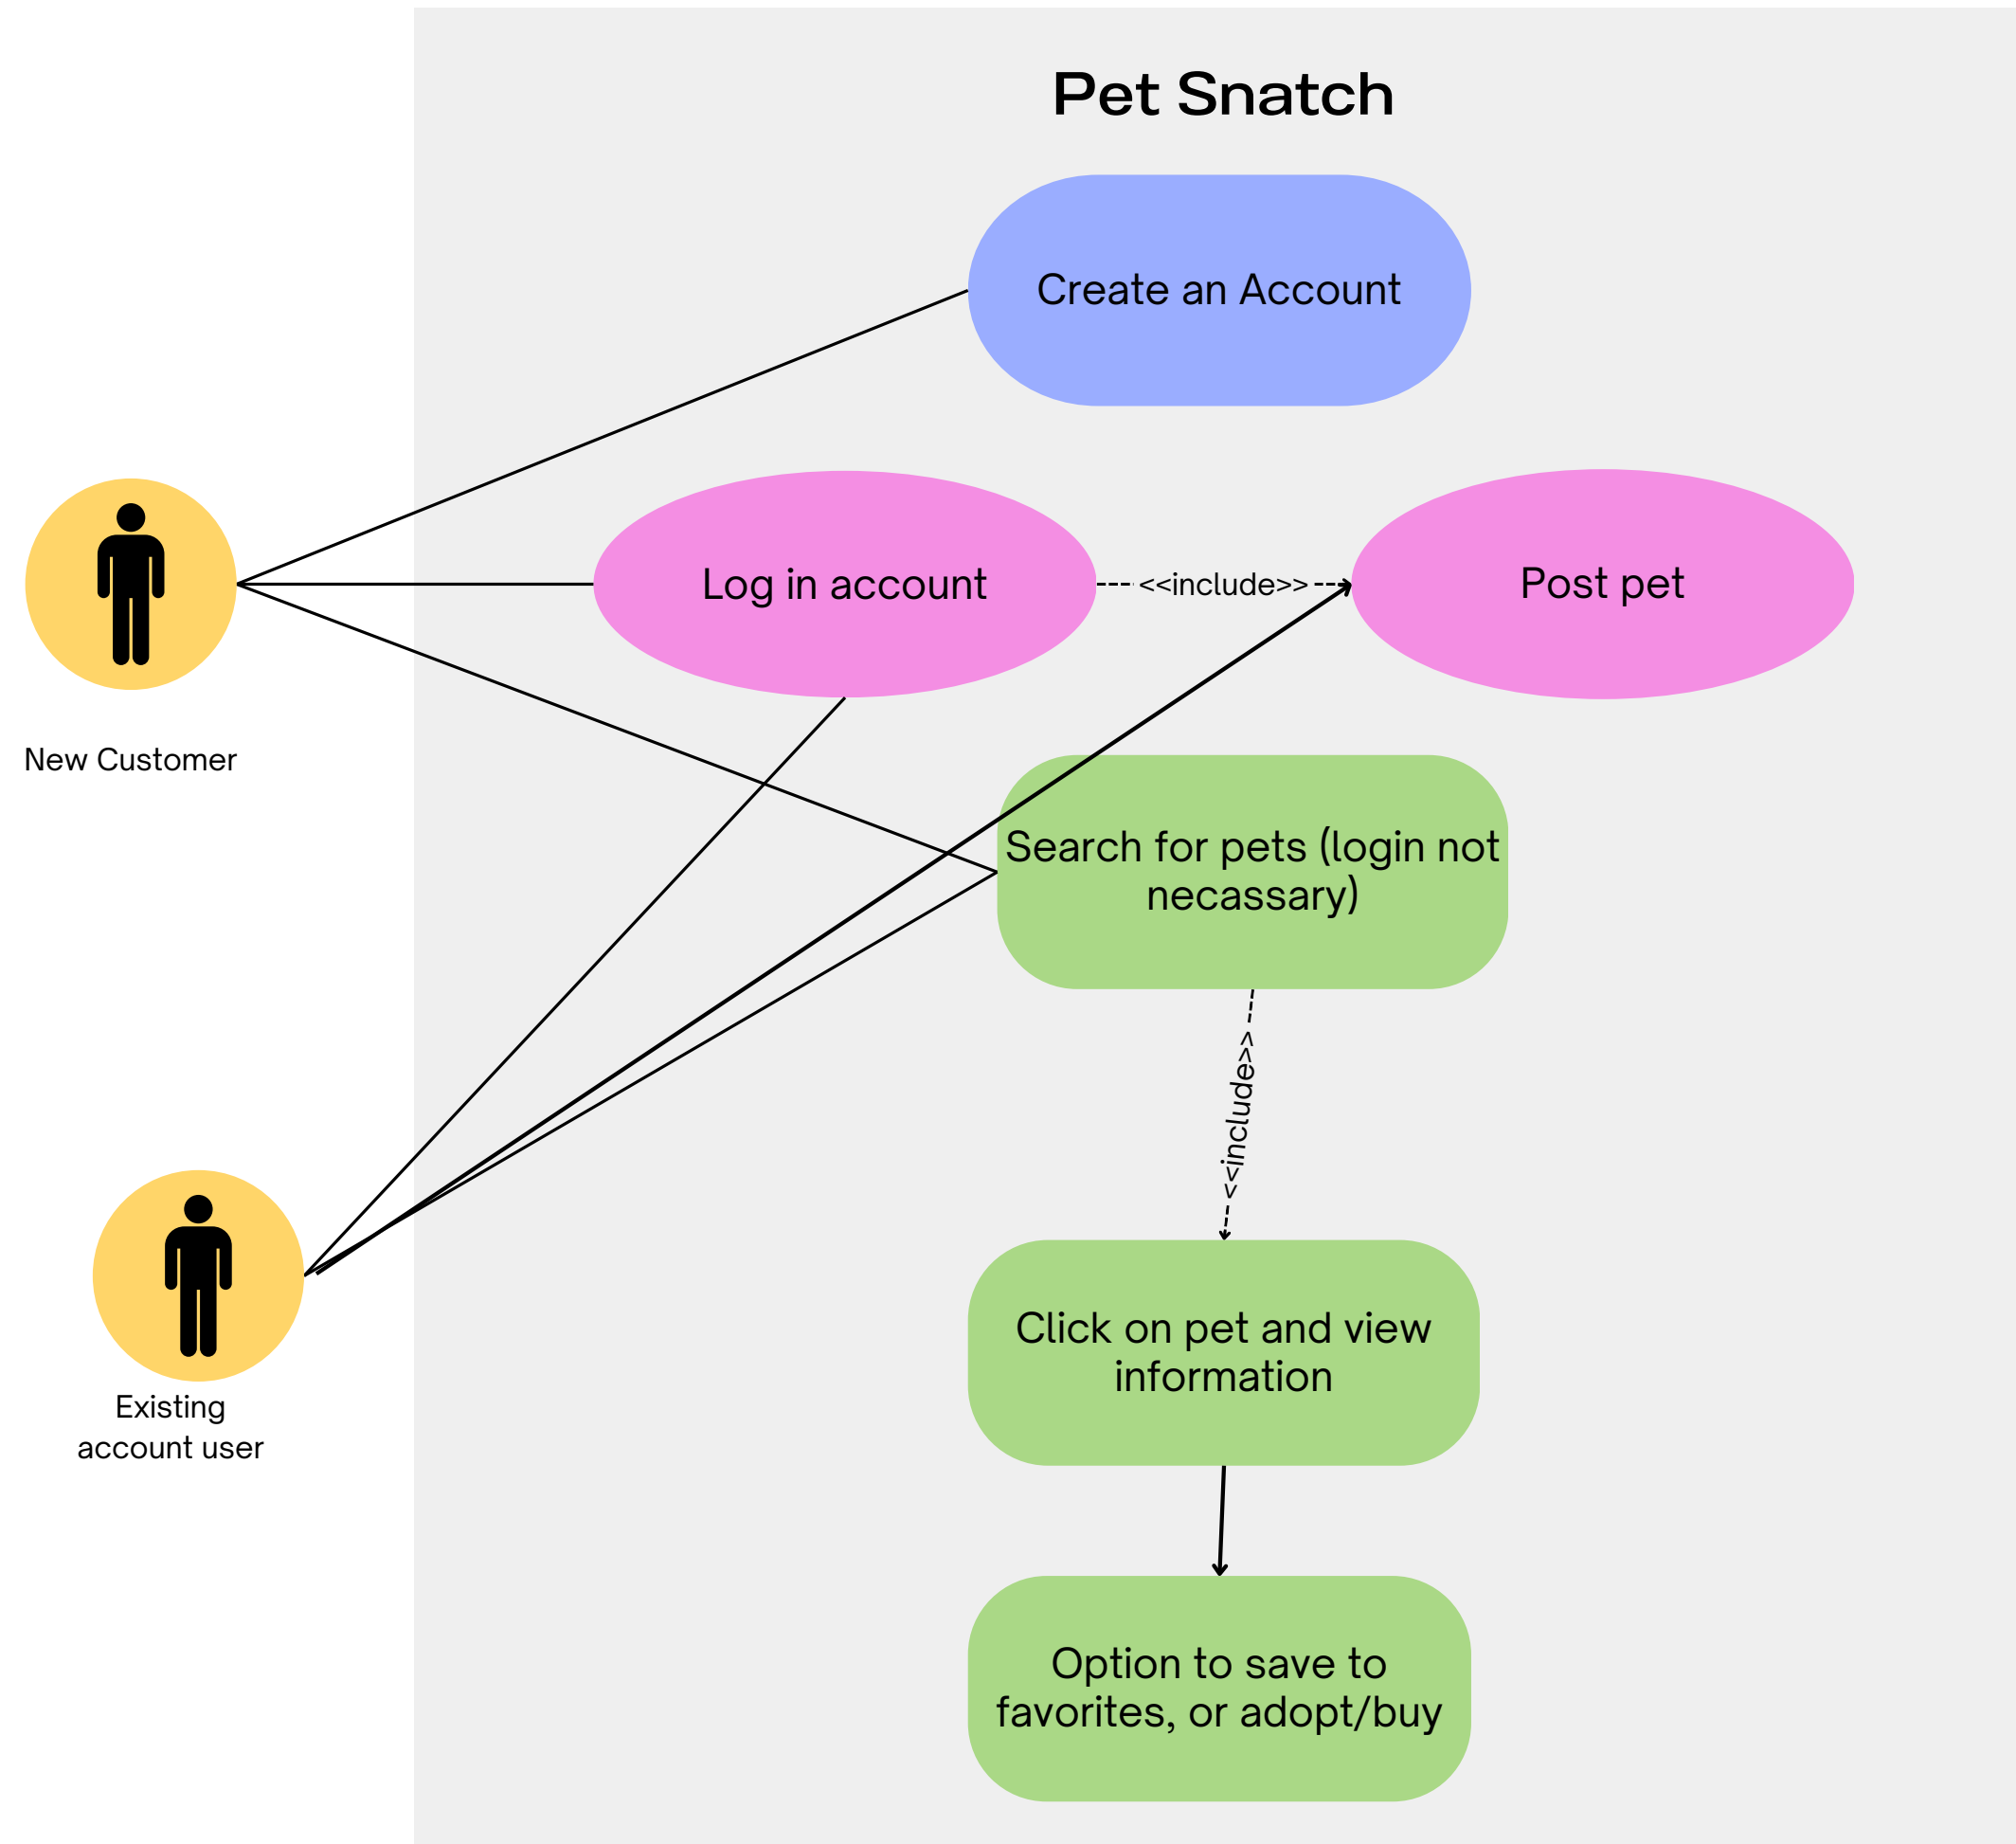 Pet Snatch
Create an Account
Log in account
<<include>>
Post pet
New Customer
Search for pets (login not
necassary)
<<include>>
Click on pet and view
information
Existing
account user
Option to save to
favorites, or adopt/buy